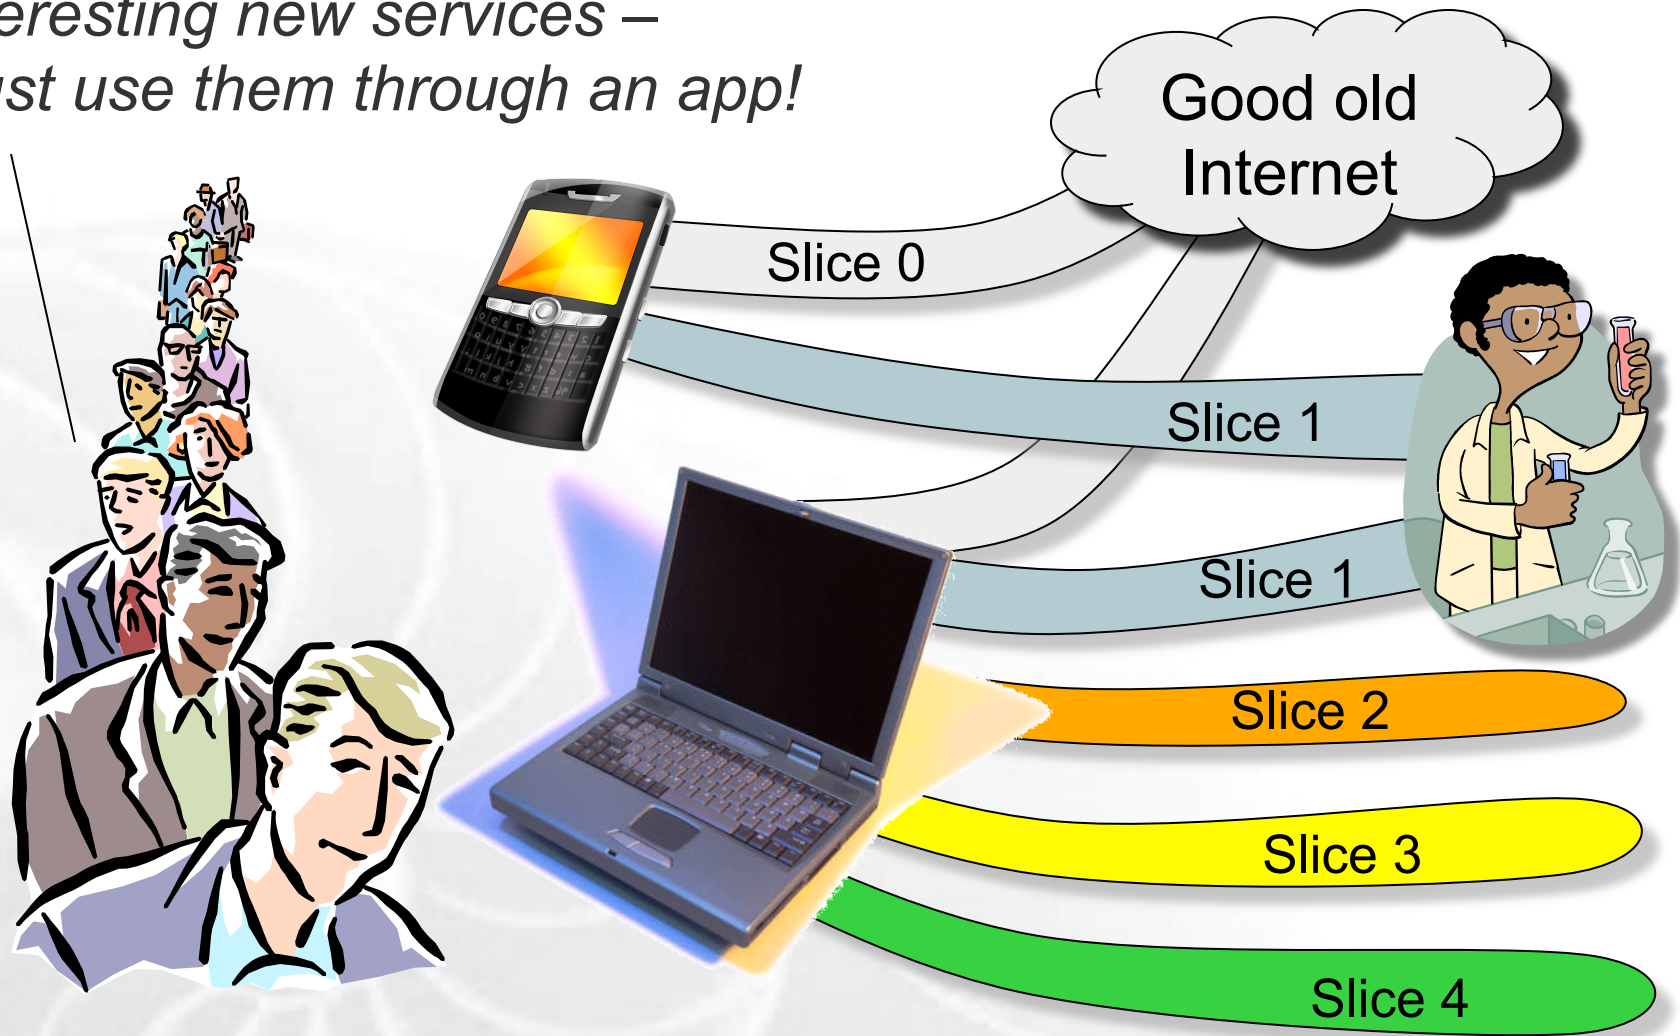 eresting new services –
ust use them through an app!
Good old
Internet
Slice 0
Slice 1
Slice 1
Slice 2
Slice 3
Slice 4